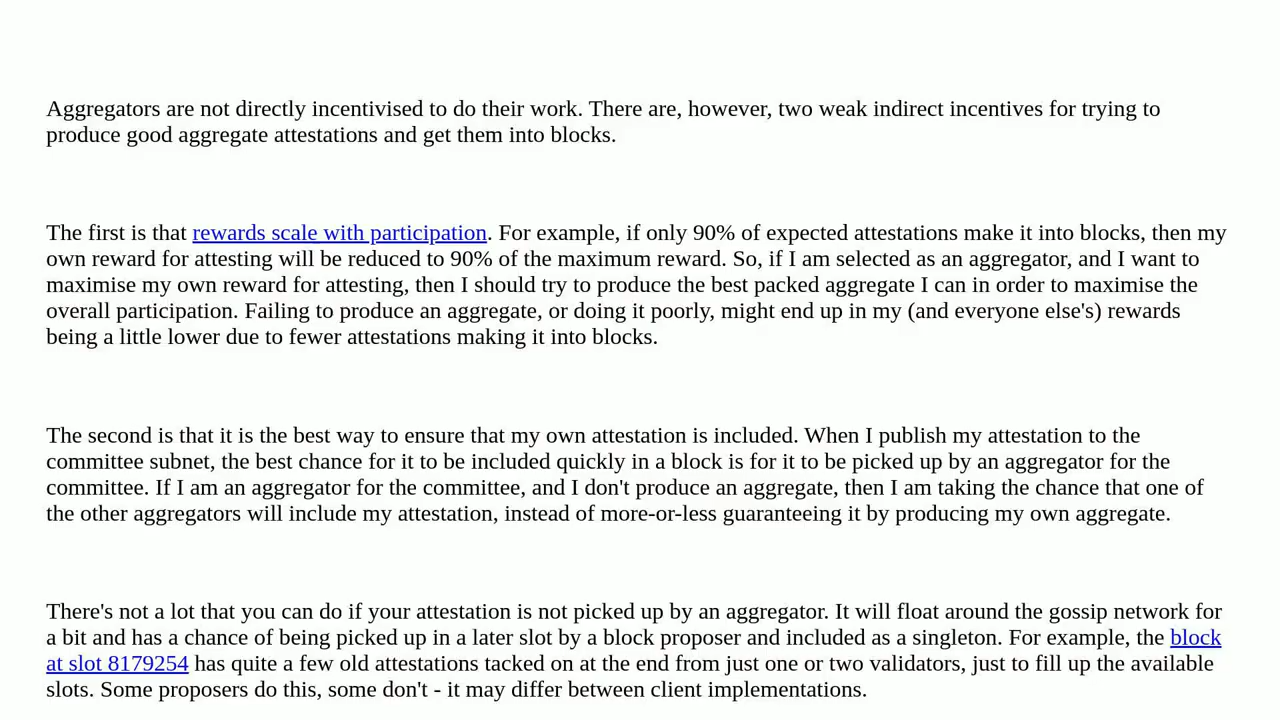 Aggregators are not directly incentivised to do their work. There are, however, two weak indirect incentives for trying to
produce good aggregate attestations and get them into blocks.
The first is that rewards scale with participation. For example, if only 90% of expected attestations make it into blocks, then my
own reward for attesting will be reduced to 90% of the maximum reward. So, if I am selected as an aggregator, and I want to
maximise my own reward for attesting, then I should try to produce the best packed aggregate I can in order to maximise the
overall participation. Failing to produce an aggregate, or doing it poorly, might end up in my (and everyone else's) rewards
being a little lower due to fewer attestations making it into blocks.
The second is that it is the best way to ensure that my own attestation is included. When I publish my attestation to the
committee subnet, the best chance for it to be included quickly in a block is for it to be picked up by an aggregator for the
committee. If I am an aggregator for the committee, and I don't produce an aggregate, then I am taking the chance that one of
the other aggregators will include my attestation, instead of more-or-less guaranteeing it by producing my own aggregate.
There's not a lot that you can do if your attestation is not picked up by an aggregator. It will float around the gossip network for
a bit and has a chance of being picked up in a later slot by a block proposer and included as a singleton. For example, the block
at slot 8179254 has quite a few old attestations tacked on at the end from just one or two validators, just to fill up the available
slots. Some proposers do this, some don't - it may differ between client implementations.